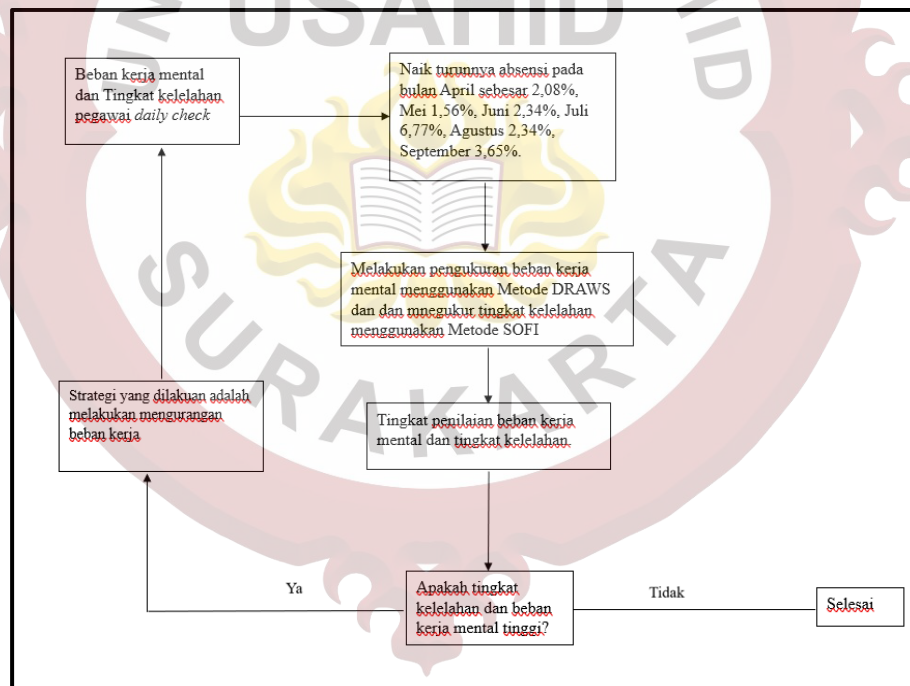 USAHID
SURAKARTA
Beban kerja mental
dan Tingkat kelelahan
pegawai daily check
Naik turunnya absensi pada
bulan April sebesar 2,08%,
Mei 1,56%, Juni 2,34%, Juli
6,77%, Agustus 2,34%,
September 3,65%.
Melakukan pengukuran beban kerja
mental menggunakan Metode DRAWS
dan dan mnegukur tingkat kelelahan
menggunakan Metode SOFI
Strategi yang dilakuan adalah
melakukan mengurangan
beban kerja
Tingkat penilaian beban kerja
mental dan tingkat kelelahan.
Ya
Apakah tingkat
kelelahan dan beban
kerja mental tinggi?
Tidak
Selesai